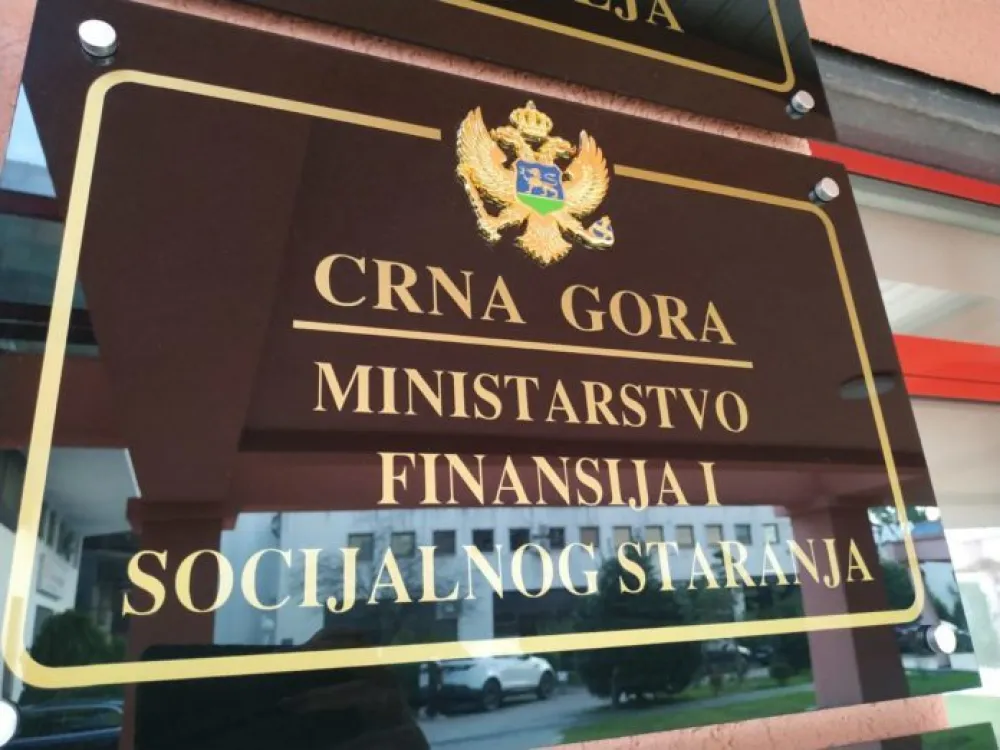 CRNA GORA
MINISTARSTVO
FINANSIJA I
SOCIJALNOG STARANJA